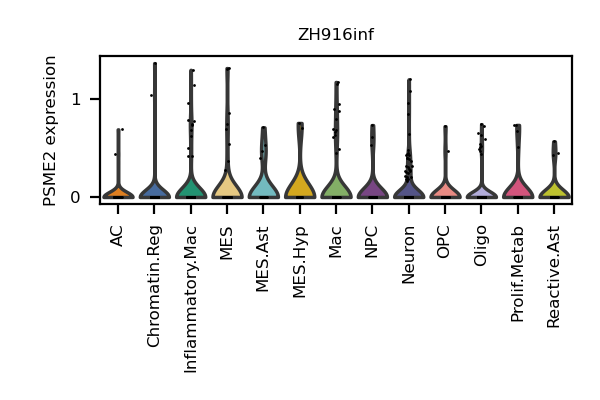 ZH916inf
PSME2 expression
1
0
AC
Chromatin.Reg
Inflammatory.Mac
MES
MES.Ast
MES.Hyp
Mac
NPC
Neuron
OPC
Oligo
Prolif.Metab
Reactive.Ast